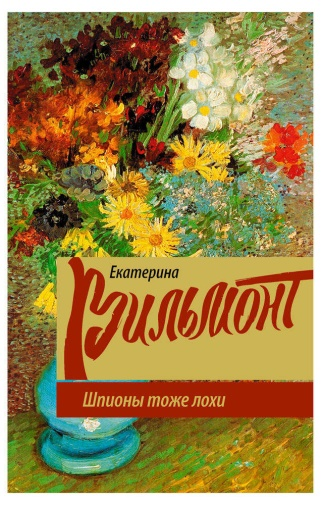 Екатерина
Вильмонт
Шпионы тоже лохи